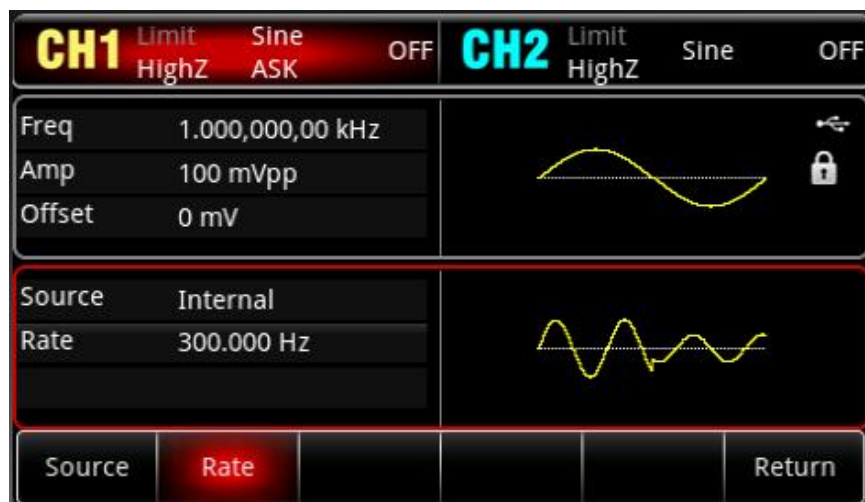 CH1 Limit Sine OFF CH2 Limit Sine OFF
HighZ ASK HighZ
Freq 1.000,000,00 kHz
Amp 100 mVpp
Offset 0 mV
Source Internal
Rate 300.000 Hz
Source Rate Return